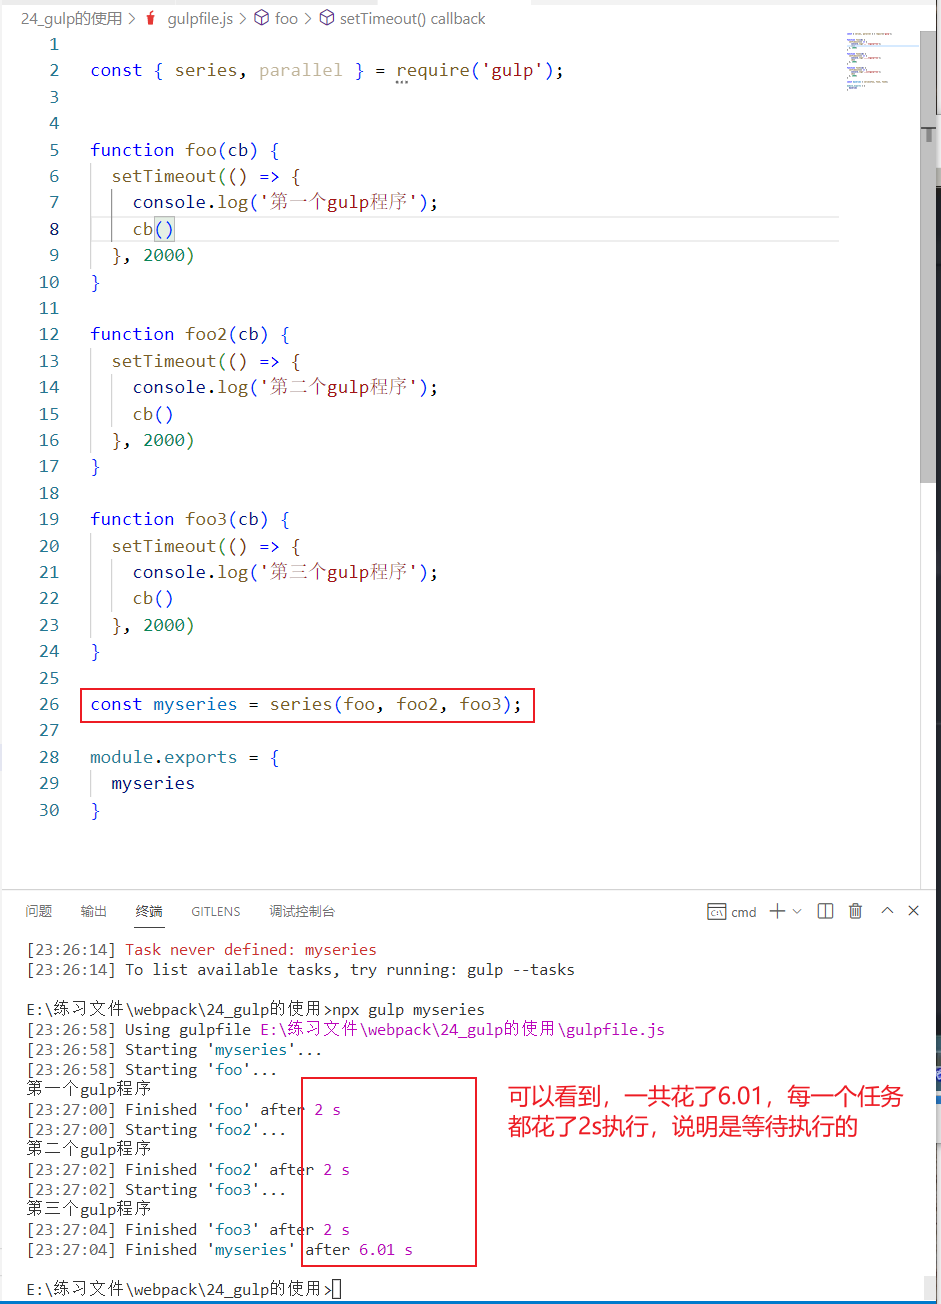 24_gulp的使用 > gulpfile.js > foo > setTimeout() callback
1
2 const { series, parallel } = require('gulp');
3
4
5 function foo(cb) {
6 setTimeout(() => {
7 console.log('第一个gulp程序');
8 cb()
9 }, 2000)
10 }
11
12 function foo2(cb) {
13 setTimeout(() => {
14 console.log('第二个gulp程序');
15 cb()
16 }, 2000)
17 }
18
19 function foo3(cb) {
20 setTimeout(() => {
21 console.log('第三个gulp程序');
22 cb()
23 }, 2000)
24 }
25
26 const myseries = series(foo, foo2, foo3);
27
28 module.exports = {
29 myseries
30 }
问题 输出 终端 GITLENS 调试控制台 cmd
[23:26:14] Task never defined: myseries
[23:26:14] To list available tasks, try running: gulp --tasks
E:\练习文件\webpack\24_gulp的使用>npx gulp myseries
[23:26:58] Using gulpfile E:\练习文件\webpack\24_gulp的使用\gulpfile.js
[23:26:58] Starting 'myseries'...
[23:26:58] Starting 'foo'...
第一个gulp程序
[23:27:00] Finished 'foo' after 2 s
[23:27:00] Starting 'foo2'...
第二个gulp程序
[23:27:02] Finished 'foo2' after 2 s
[23:27:02] Starting 'foo3'...
第三个gulp程序
[23:27:04] Finished 'foo3' after 2 s
[23:27:04] Finished 'myseries' after 6.01 s
E:\练习文件\webpack\24_gulp的使用>
可以看到，一共花了6.01，每一个任务
都花了2s执行，说明是等待执行的